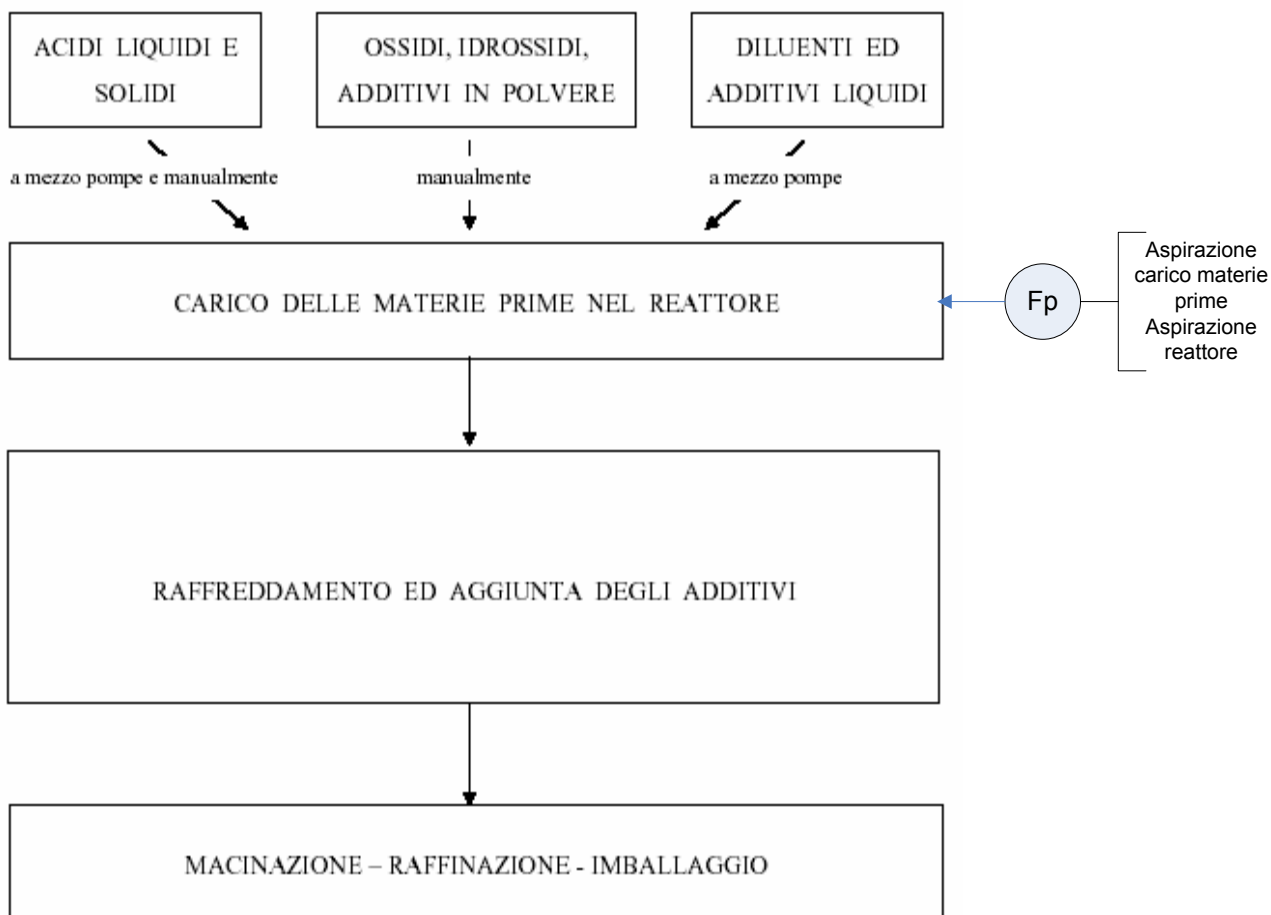 ACIDI LIQUIDI E
SOLIDI
OSSIDI, IDROSSIDI,
ADDITIVI IN POLVERE
DILUENTI ED
ADDITIVI LIQUIDI
a mezzo pompe e manualmente
manualmente
a mezzo pompe
CARICO DELLE MATERIE PRIME NEL REATTORE
Fp
Aspirazione
carico materie
prime
Aspirazione
reattore
RAFFREDDAMENTO ED AGGIUNTA DEGLI ADDITIVI
MACINAZIONE – RAFFINAZIONE - IMBALLAGGIO